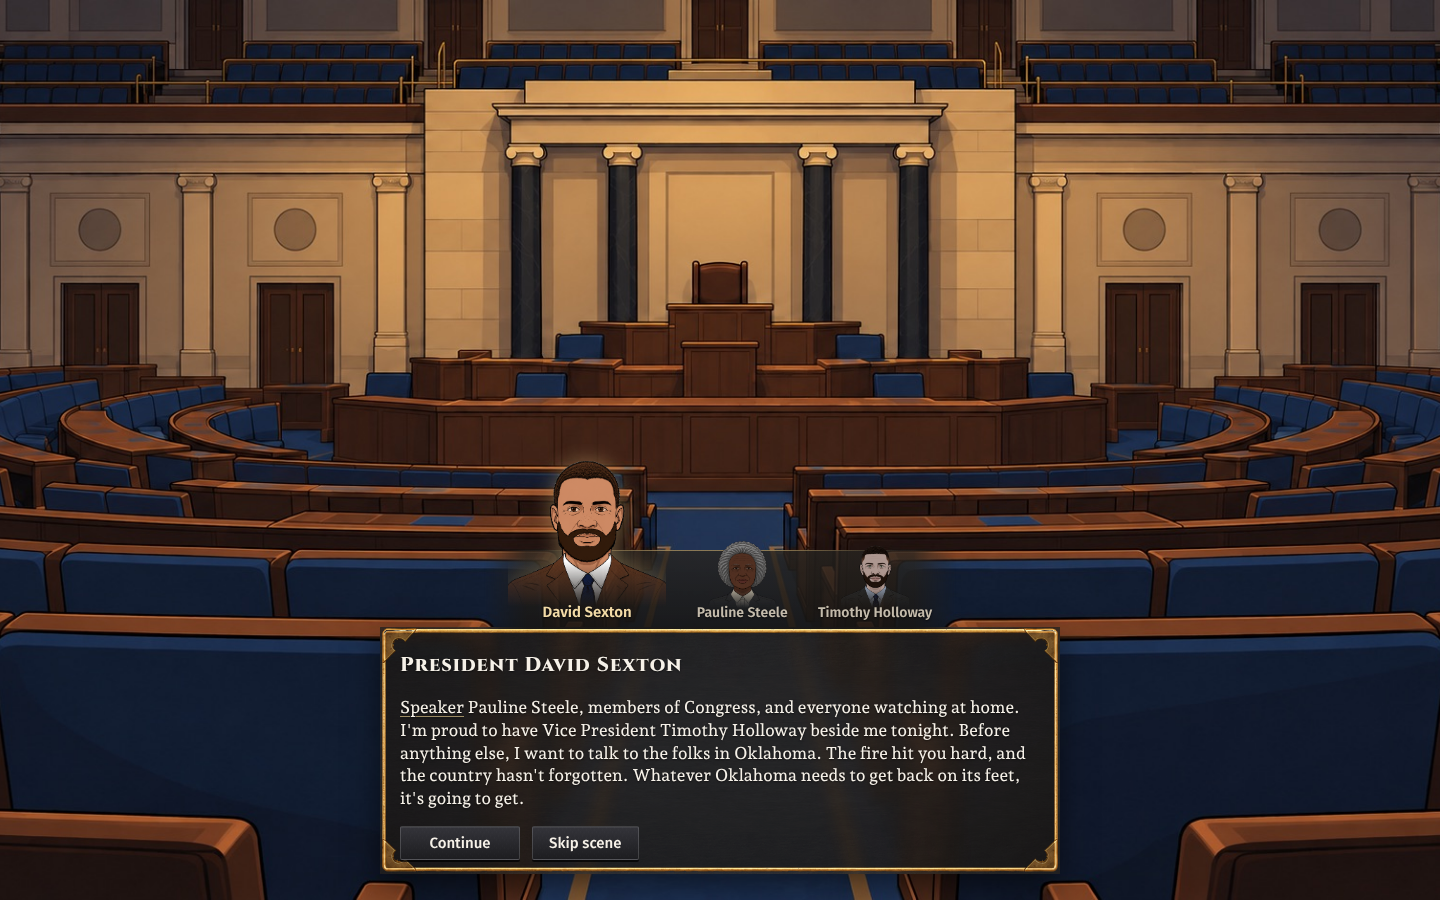 David Sexton
Pauline Steele
Timothy Holloway
President David Sexton
Speaker Pauline Steele, members of Congress, and everyone watching at home.
I'm proud to have Vice President Timothy Holloway beside me tonight. Before
anything else, I want to talk to the folks in Oklahoma. The fire hit you hard, and
the country hasn't forgotten. Whatever Oklahoma needs to get back on its feet,
it's going to get.
Continue
Skip scene